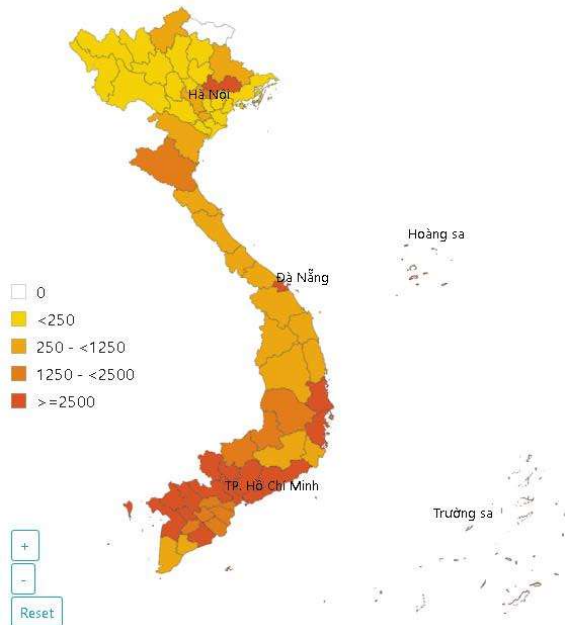 Hà Nội
Hoàng sa
Đà Nẵng
0
<250
250 - <1250
1250 - <2500
>=2500
TP. Hồ Chí Minh
Trường sa
+
-
Reset